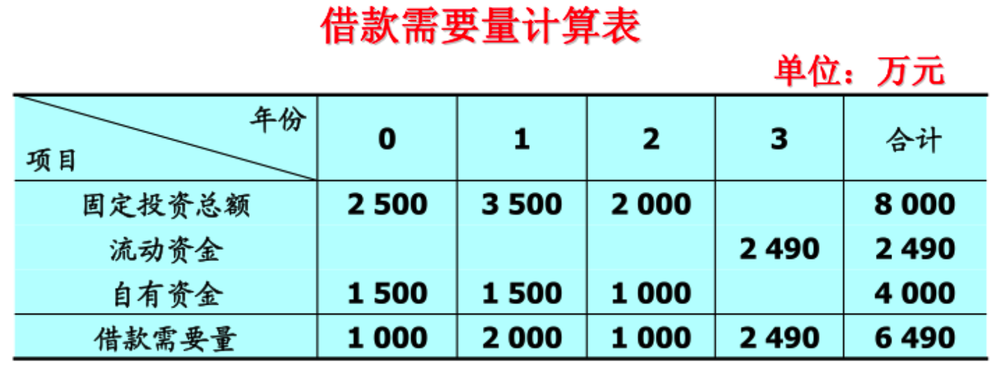 借款需要量计算表
单位：万元
年份
项目 0 1 2 3 合计
固定投资总额 2 500 3 500 2 000 8 000
流动资金 2 490 2 490
自有资金 1 500 1 500 1 000 4 000
借款需要量 1 000 2 000 1 000 2 490 6 490